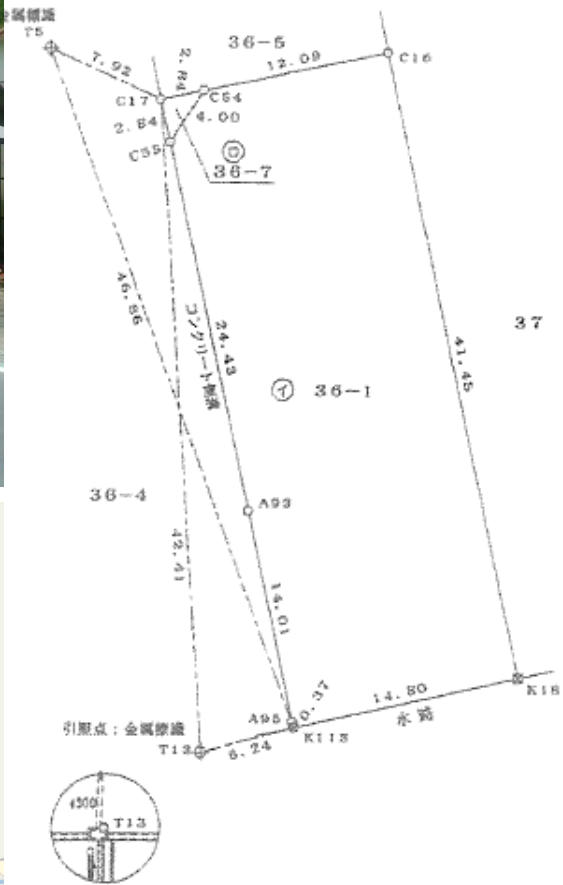 金属標識
T5
36-5
7.92
2.84
12.09
C16
C17
C54
2.84
4.00
C55
ロ
36-7
46.86
24.43
コンクリート側溝
41.45
37
イ 36-1
36-4
42.41
A93
14.01
A95
0.37
14.80
K18
水路
K113
引照点：金属標識
T13
6.24
T13